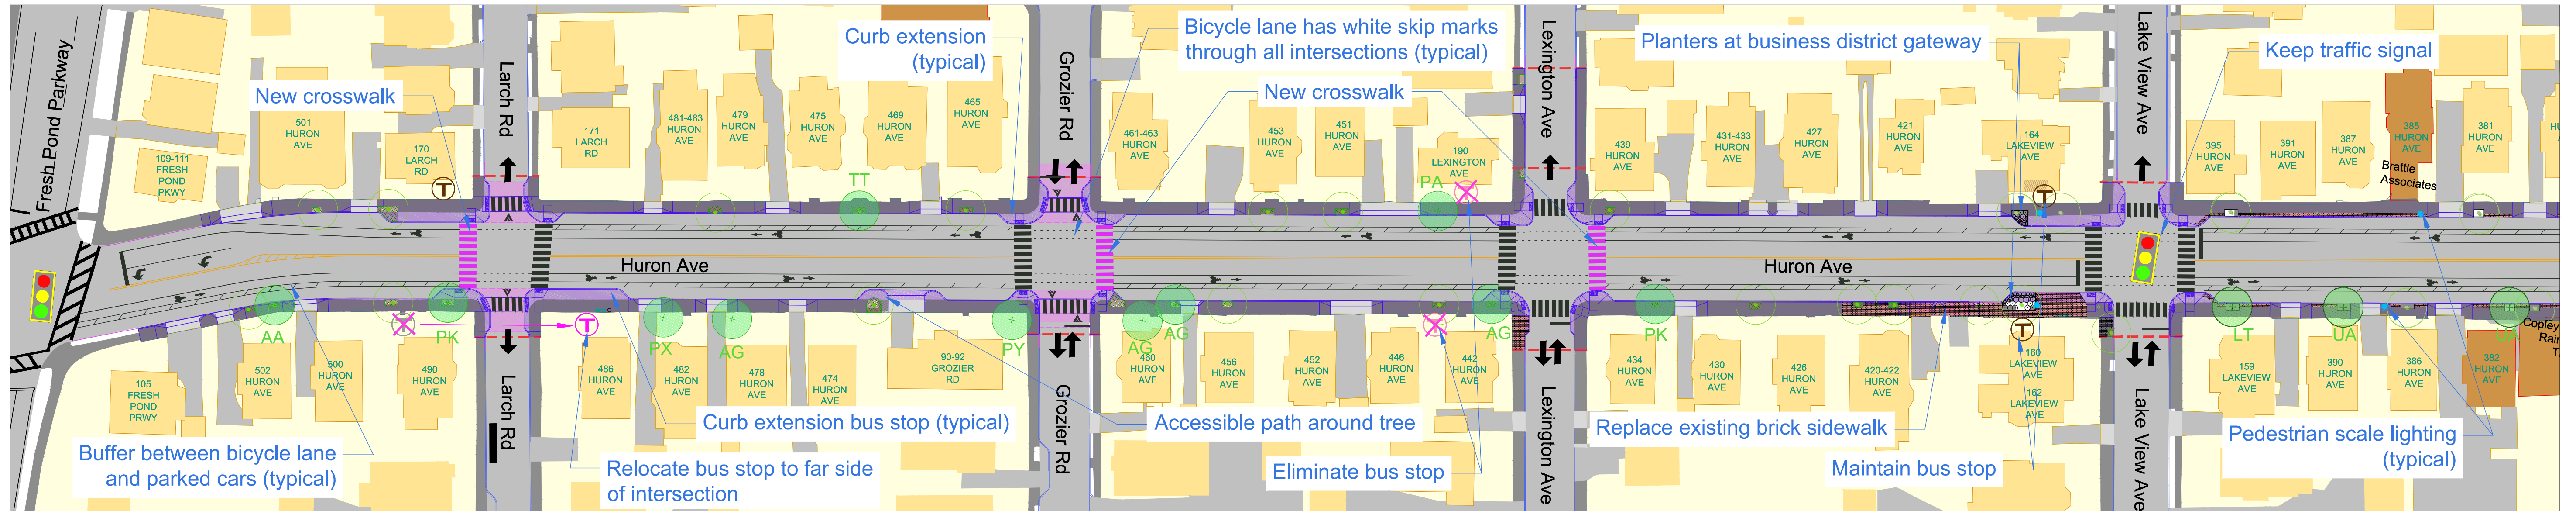 Fresh Pond Parkway
109-111
FRESH
POND
PKWY
501
HURON
AVE
New crosswalk
170
LARCH
RD
T
Larch Rd
171
LARCH
RD
481-483
HURON
AVE
479
HURON
AVE
475
HURON
AVE
TT
469
HURON
AVE
465
HURON
AVE
Curb extension
(typical)
Grozier Rd
Bicycle lane has white skip marks
through all intersections (typical)
New crosswalk
461-463
HURON
AVE
453
HURON
AVE
451
HURON
AVE
190
LEXINGTON
AVE
PA
Lexington Ave
Planters at business district gateway
439
HURON
AVE
431-433
HURON
AVE
427
HURON
AVE
421
HURON
AVE
164
LAKEVIEW
AVE
T
Lake View Ave
Keep traffic signal
395
HURON
AVE
391
HURON
AVE
387
HURON
AVE
385
HURON
AVE
Brattle
Associates
381
HURON
AVE
Huron Ave
Huron Ave
105
FRESH
POND
PRWY
AA
502
HURON
AVE
500
HURON
AVE
490
HURON
AVE
PK
Larch Rd
T
486
HURON
AVE
PX
482
HURON
AVE
AG
478
HURON
AVE
474
HURON
AVE
90-92
GROZIER
RD
PY
Grozier Rd
AG
460
HURON
AVE
AG
456
HURON
AVE
452
HURON
AVE
446
HURON
AVE
442
HURON
AVE
AG
Lexington Ave
PK
434
HURON
AVE
430
HURON
AVE
426
HURON
AVE
420-422
HURON
AVE
T
160
LAKEVIEW
AVE
162
LAKEVIEW
AVE
Lake View Ave
LT
159
LAKEVIEW
AVE
UA
390
HURON
AVE
386
HURON
AVE
382
HURON
AVE
UA
Copley
Buffer between bicycle lane
and parked cars (typical)
Relocate bus stop to far side
of intersection
Curb extension bus stop (typical)
Accessible path around tree
Eliminate bus stop
Replace existing brick sidewalk
Maintain bus stop
Pedestrian scale lighting
(typical)